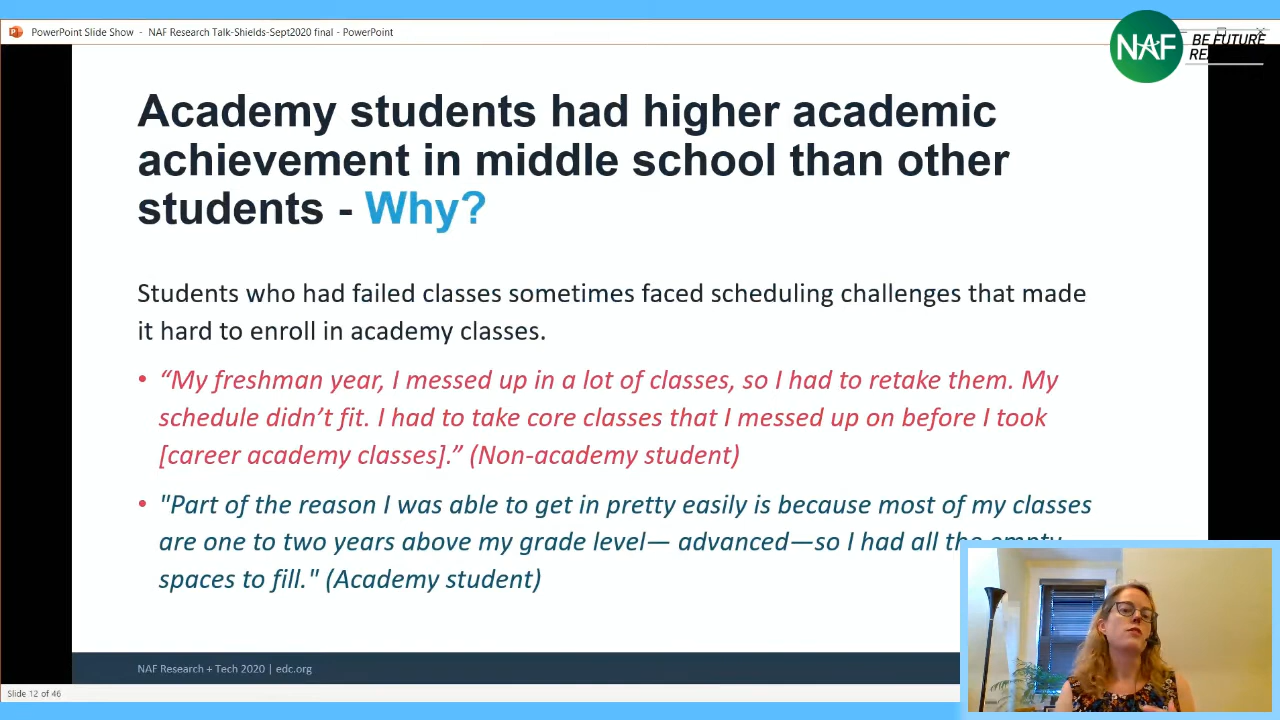 PowerPoint Slide Show - NAF Research Talk-Shields-Sept2020 final - PowerPoint
NAF
BE FUTURE
Academy students had higher academic
achievement in middle school than other
students - Why?
Students who had failed classes sometimes faced scheduling challenges that made
it hard to enroll in academy classes.
• “My freshman year, I messed up in a lot of classes, so I had to retake them. My
schedule didn’t fit. I had to take core classes that I messed up on before I took
[career academy classes].” (Non-academy student)
• "Part of the reason I was able to get in pretty easily is because most of my classes
are one to two years above my grade level— advanced—so I had all the empty
spaces to fill." (Academy student)
NAF Research + Tech 2020 | edc.org
Slide 12 of 46